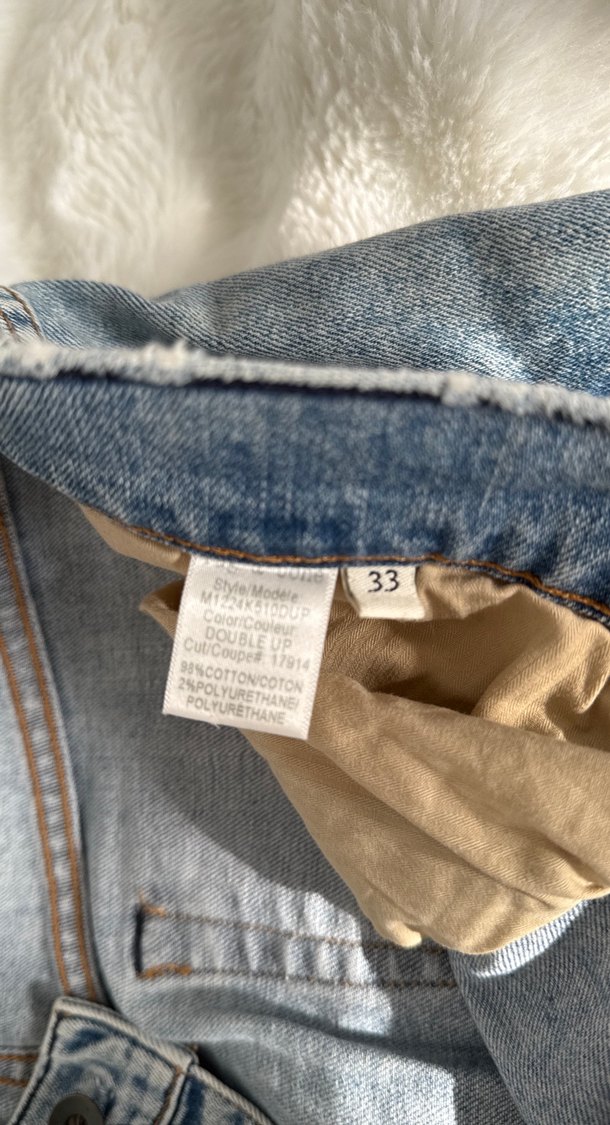 Style/Modèle
M1224K510DUP
Color/Couleur
DOUBLE UP
Cut/Coupe# 17914
98%COTTON/COTON
2%POLYURETHANE/
POLYURÉTHANE
33